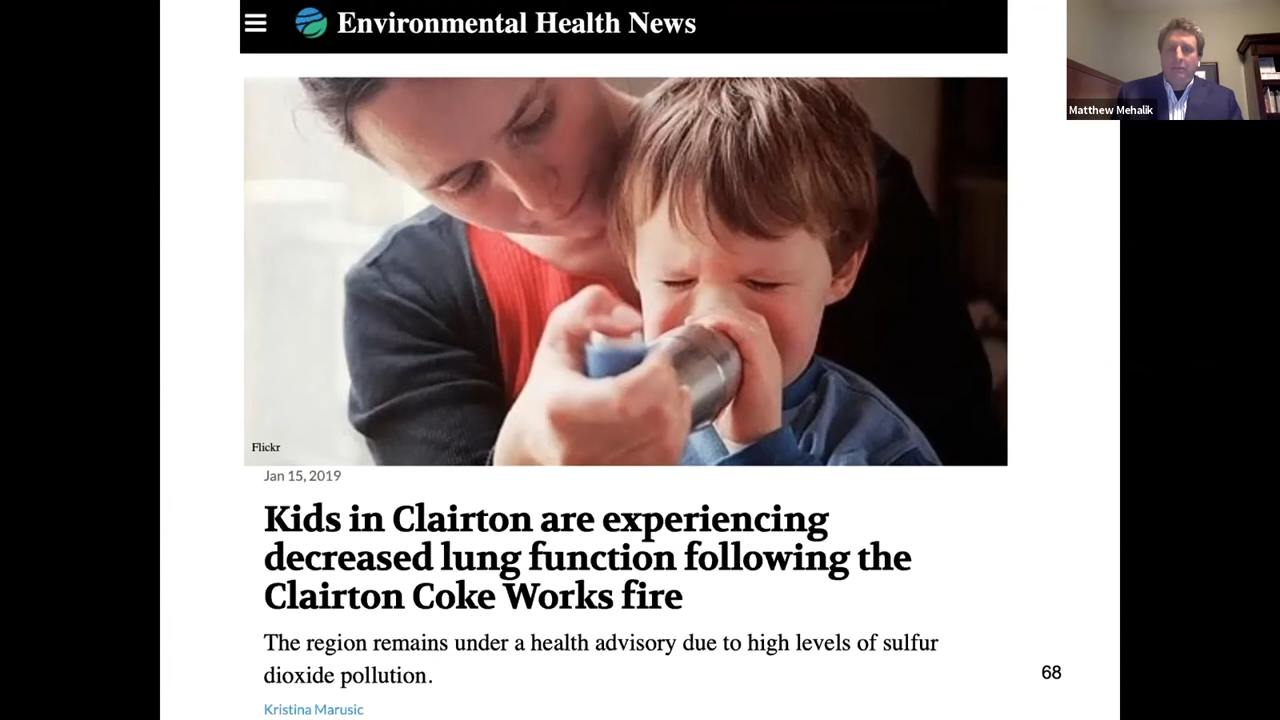 Environmental Health News
Matthew Mehalik
Flickr
Jan 15, 2019
Kids in Clairton are experiencing
decreased lung function following the
Clairton Coke Works fire
The region remains under a health advisory due to high levels of sulfur
dioxide pollution.
68
Kristina Marusic